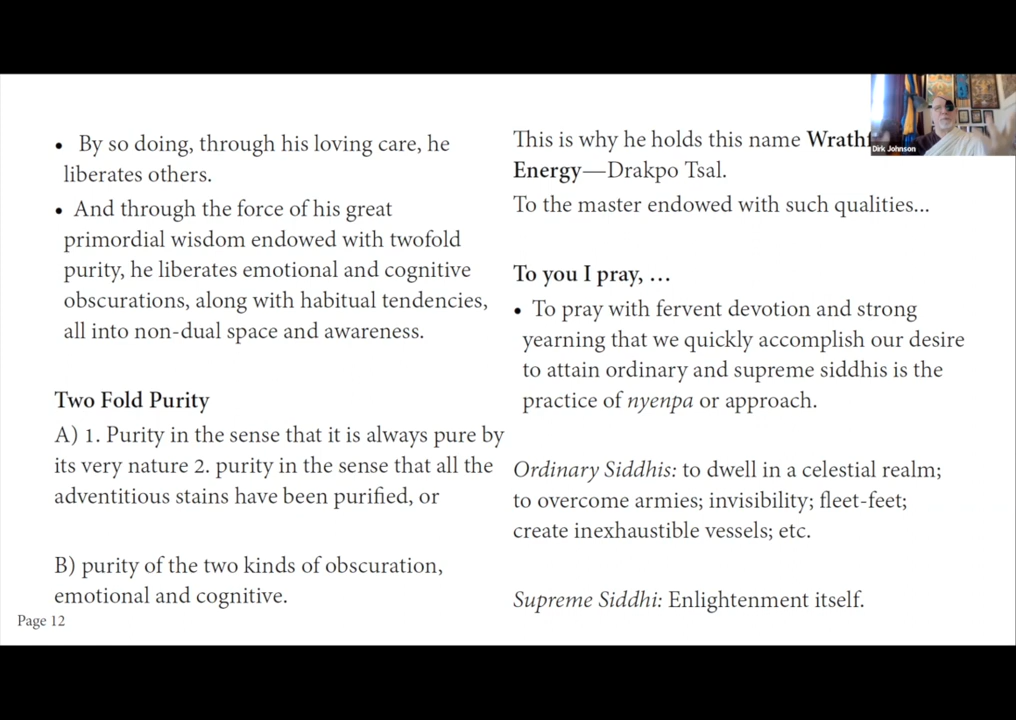 • By so doing, through his loving care, he
liberates others.
• And through the force of his great
primordial wisdom endowed with twofold
purity, he liberates emotional and cognitive
obscurations, along with habitual tendencies,
all into non-dual space and awareness.
Two Fold Purity
A) 1. Purity in the sense that it is always pure by
its very nature 2. purity in the sense that all the
adventitious stains have been purified, or
B) purity of the two kinds of obscuration,
emotional and cognitive.
Page 12
This is why he holds this name
Energy—Drakpo Tsal.
To the master endowed with such qualities...
To you I pray, …
• To pray with fervent devotion and strong
yearning that we quickly accomplish our desire
to attain ordinary and supreme siddhis is the
practice of nyenpa or approach.
Ordinary Siddhis: to dwell in a celestial realm;
to overcome armies; invisibility; fleet-feet;
create inexhaustible vessels; etc.
Supreme Siddhi: Enlightenment itself.
Dirk Johnson